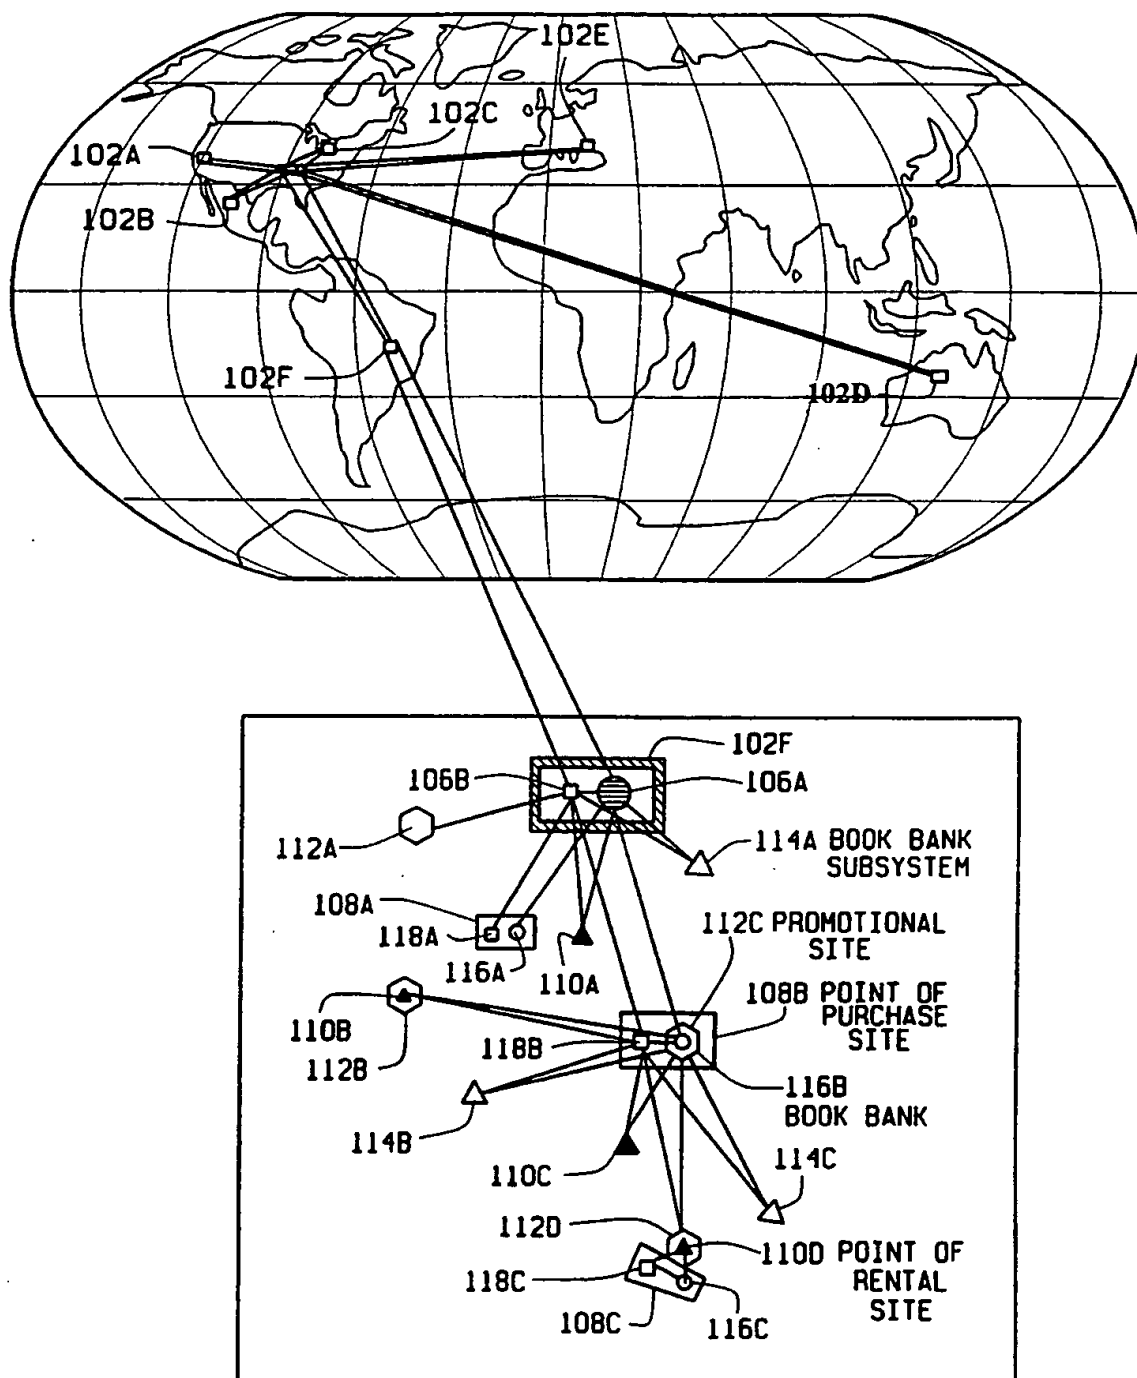 102E
102C
102A
102B
102F
102D
102F
106B
106A
112A
114A BOOK BANK
SUBSYSTEM
108A
112C PROMOTIONAL
SITE
118A
116A
110A
108B POINT OF
PURCHASE
SITE
110B
118B
112B
116B
BOOK BANK
114B
110C
114C
112D
110D POINT OF
RENTAL
SITE
118C
108C
116C